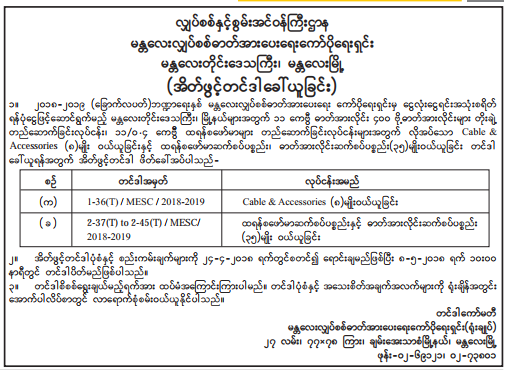 လျှပ်စစ်နှင့်စွမ်းအင်ဝန်ကြီးဌာန
မန္တလေးလျှပ်စစ်ဓာတ်အားပေးရေးကော်ပိုရေးရှင်း
မန္တလေးတိုင်းဒေသကြီး၊ မန္တလေးမြို့
(အိတ်ဖွင့်တင်ဒါခေါ်ယူခြင်း)
၁။ ၂၀၁၈-၂၀၁၉ (ခြောက်လပတ်)ဘဏ္ဍာရေးနှစ် မန္တလေးလျှပ်စစ်ဓာတ်အားပေးရေး ကော်ပိုရေးရှင်းမှ ငွေလုံးငွေရင်းအသုံးစရိတ်
ရန်ပုံငွေဖြင့်ဆောင်ရွက်မည့် မန္တလေးတိုင်းဒေသကြီး၊ မြို့နယ်များအတွက် ၁၁ ကေဗွီ ဓာတ်အားလိုင်း ၄၀၀ ဗို့ဓာတ်အားလိုင်းများ တိုးချဲ့
တည်ဆောက်ခြင်းလုပ်ငန်း၊ ၁၁/၀.၄ ကေဗွီ ထရန်စဖော်မာများ တည်ဆောက်ခြင်းလုပ်ငန်းများအတွက် လိုအပ်သော Cable &
Accessories (၈)မျိုးဝယ်ယူခြင်းနှင့် ထရန်စဖော်မာဆက်စပ်ပစ္စည်း၊ ဓာတ်အားလိုင်းဆက်စပ်ပစ္စည်း(၃၅)မျိုးဝယ်ယူခြင်း တင်ဒါ
ခေါ်ယူရန်အတွက် အိတ်ဖွင့်တင်ဒါ ဖိတ်ခေါ်အပ်ပါသည်-
စဉ် တင်ဒါအမှတ် လုပ်ငန်းအမည်
(က) 1-36(T) / MESC / 2018-2019 Cable & Accessories (၈)မျိုးဝယ်ယူခြင်း
(ခ) 2-37(T) to 2-45(T) / MESC/ ထရန်စဖော်မာဆက်စပ်ပစ္စည်းနှင့် ဓာတ်အားလိုင်းဆက်စပ်ပစ္စည်း
2018-2019 (၃၅)မျိုး ဝယ်ယူခြင်း
၂။ အိတ်ဖွင့်တင်ဒါပုံစံနှင့် စည်းကမ်းချက်များကို ၂၄-၄-၂၀၁၈ ရက်တွင်စတင်၍ ရောင်းချမည်ဖြစ်ပြီး ၈-၅-၂၀၁၈ ရက် ၁၀:၀၀
နာရီတွင် တင်ဒါပိတ်မည်ဖြစ်ပါသည်။
၃။ တင်ဒါစိစစ်ရွေးချယ်မည့်ရက်အား ထပ်မံအကြောင်းကြားပါမည်။ တင်ဒါပုံစံနှင့် အသေးစိတ်အချက်အလက်များကို ရုံးချိန်အတွင်း
အောက်ပါလိပ်စာတွင် လာရောက်စုံစမ်းဝယ်ယူနိုင်ပါသည်။
တင်ဒါကော်မတီ
မန္တလေးလျှပ်စစ်ဓာတ်အားပေးရေးကော်ပိုရေးရှင်း(ရုံးချုပ်)
၂၇ လမ်း၊ ၇၇×၇၈ ကြား၊ ချမ်းအေးသာစံမြို့နယ်၊ မန္တလေးမြို့
ဖုန်း-၀၂-၆၉၁၂၁၊ ၀၂-၇၃၈၀၁